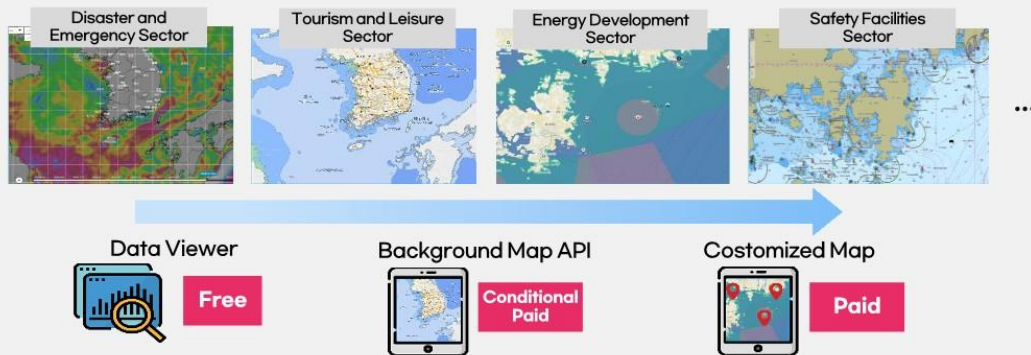 Disaster and
Emergency Sector
Tourism and Leisure
Sector
Energy Development
Sector
Safety Facilities
Sector
...
Data Viewer
Free
Background Map API
Conditional
Paid
Costomized Map
Paid